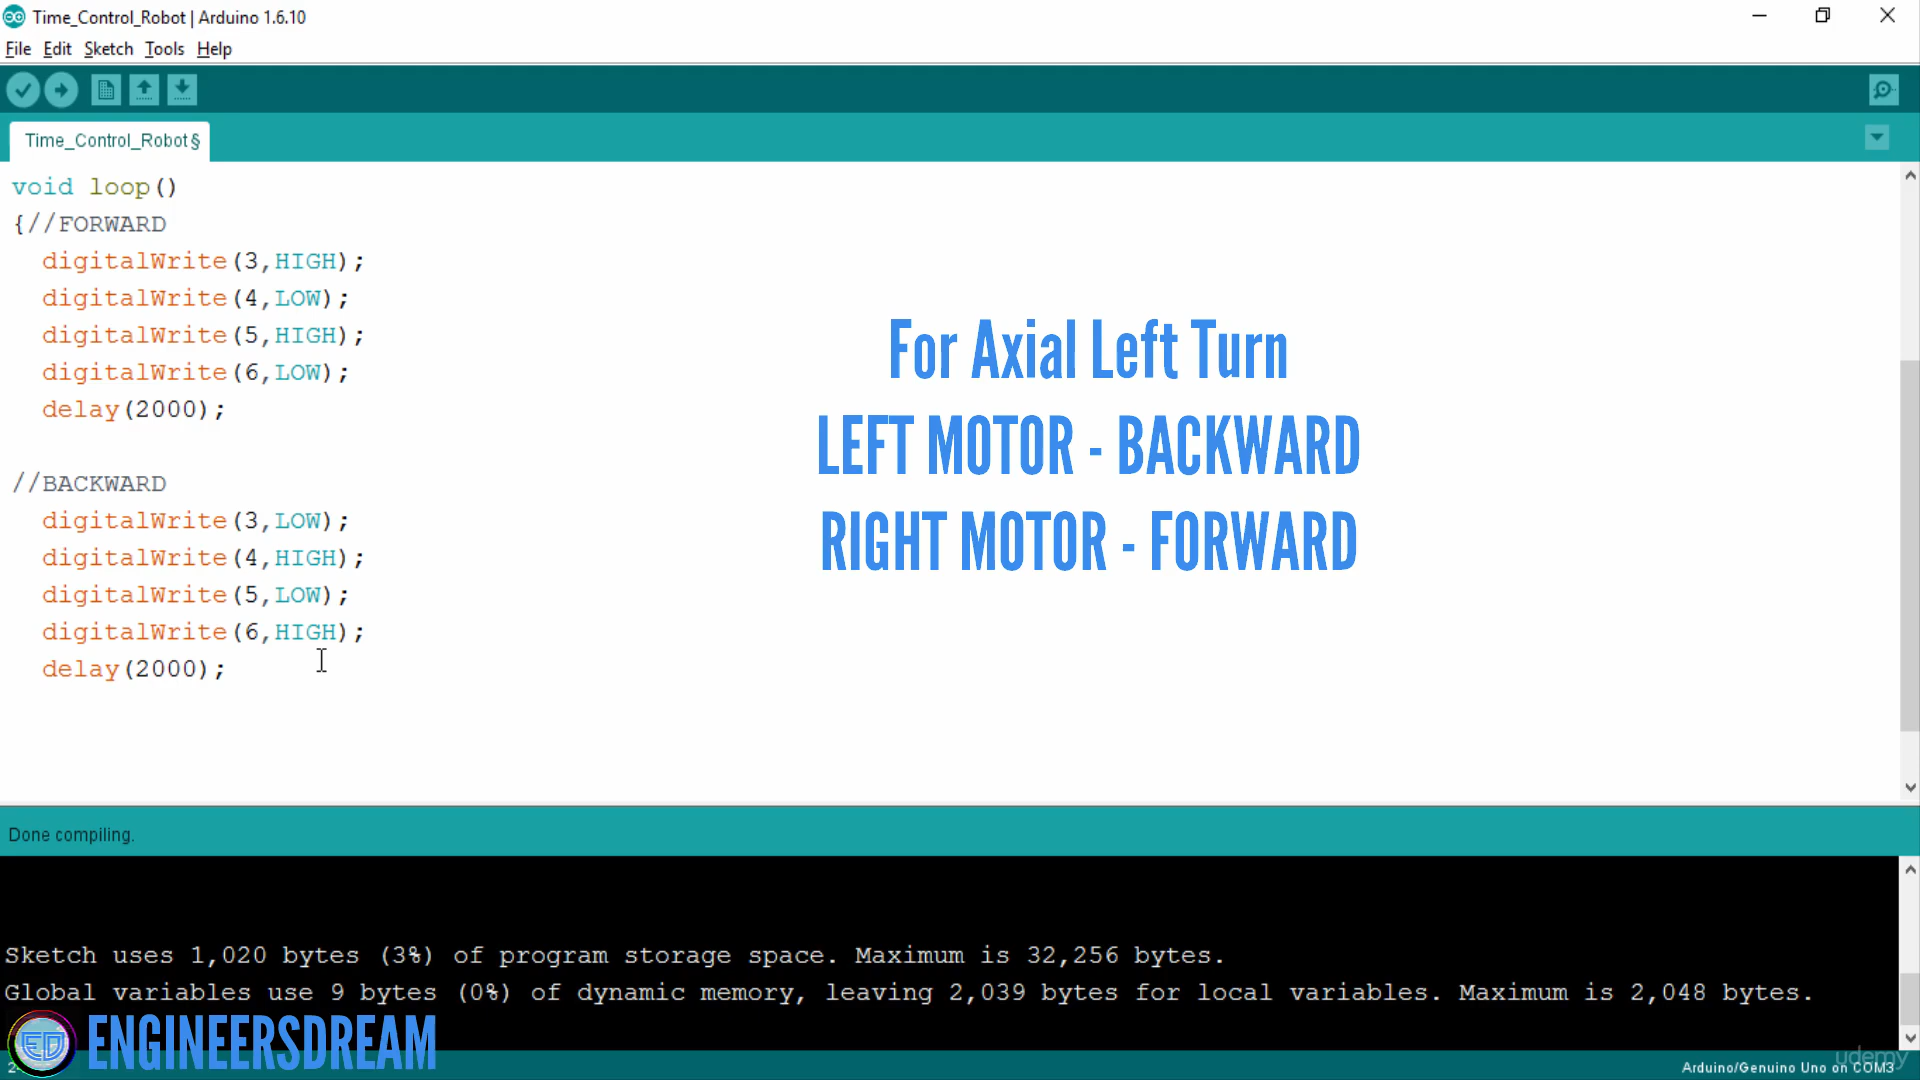 Time_Control_Robot | Arduino 1.6.10
File Edit Sketch Tools Help
Time_Control_Robot§
void loop()
{//FORWARD
digitalWrite(3,HIGH);
digitalWrite(4,LOW);
digitalWrite(5,HIGH);
digitalWrite(6,LOW);
delay(2000);
//BACKWARD
digitalWrite(3,LOW);
digitalWrite(4,HIGH);
digitalWrite(5,LOW);
digitalWrite(6,HIGH);
delay(2000);
For Axial Left Turn
LEFT MOTOR - BACKWARD
RIGHT MOTOR - FORWARD
Done compiling.
Sketch uses 1,020 bytes (3%) of program storage space. Maximum is 32,256 bytes.
Global variables use 9 bytes (0%) of dynamic memory, leaving 2,039 bytes for local variables. Maximum is 2,048 bytes.
ED ENGINEERSDREAM
udemy
Arduino/Genuino Uno on COM3